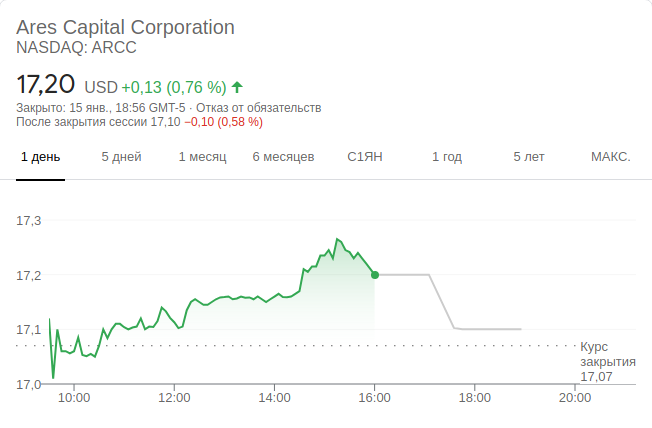 Ares Capital Corporation
NASDAQ: ARCC
17,20 USD +0,13 (0,76 %)
Закрыто: 15 янв., 18:56 GMT-5 · Отказ от обязательств
После закрытия сессии 17,10 −0,10 (0,58 %)
1 день 5 дней 1 месяц 6 месяцев С1ЯН 1 год 5 лет МАКС.
17,3
17,2
17,1
17,0
Курс
закрытия
17,07
10:00 12:00 14:00 16:00 18:00 20:00